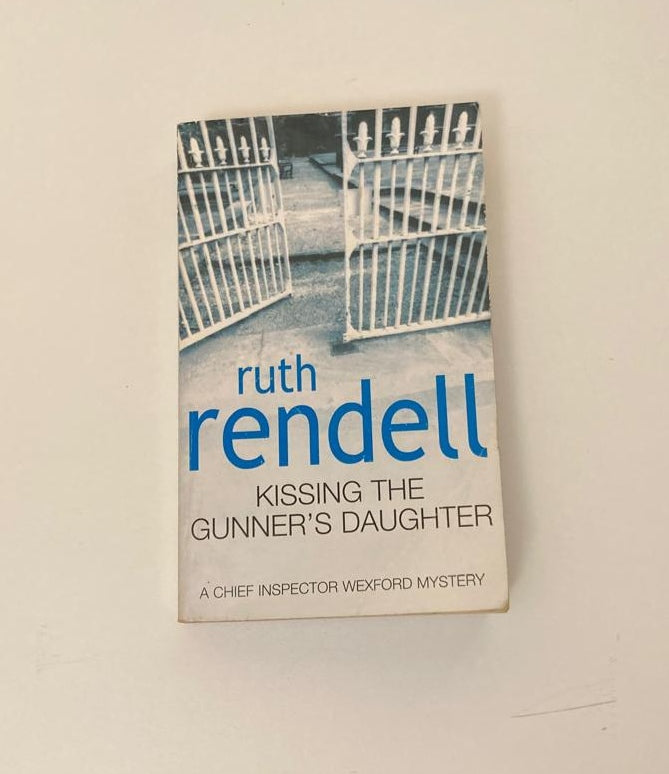 ruth
rendell
KISSING THE
GUNNER'S DAUGHTER
A CHIEF INSPECTOR WEXFORD MYSTERY